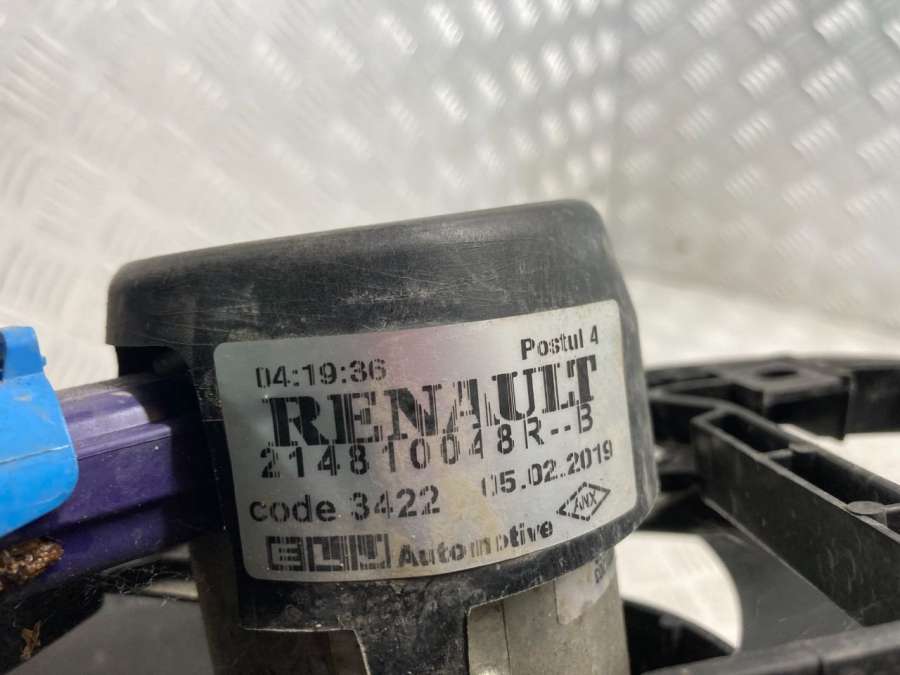 04:19:36
Postul 4
RENAULT
214810048R--B
code 3422
05.02.2019
Automotive